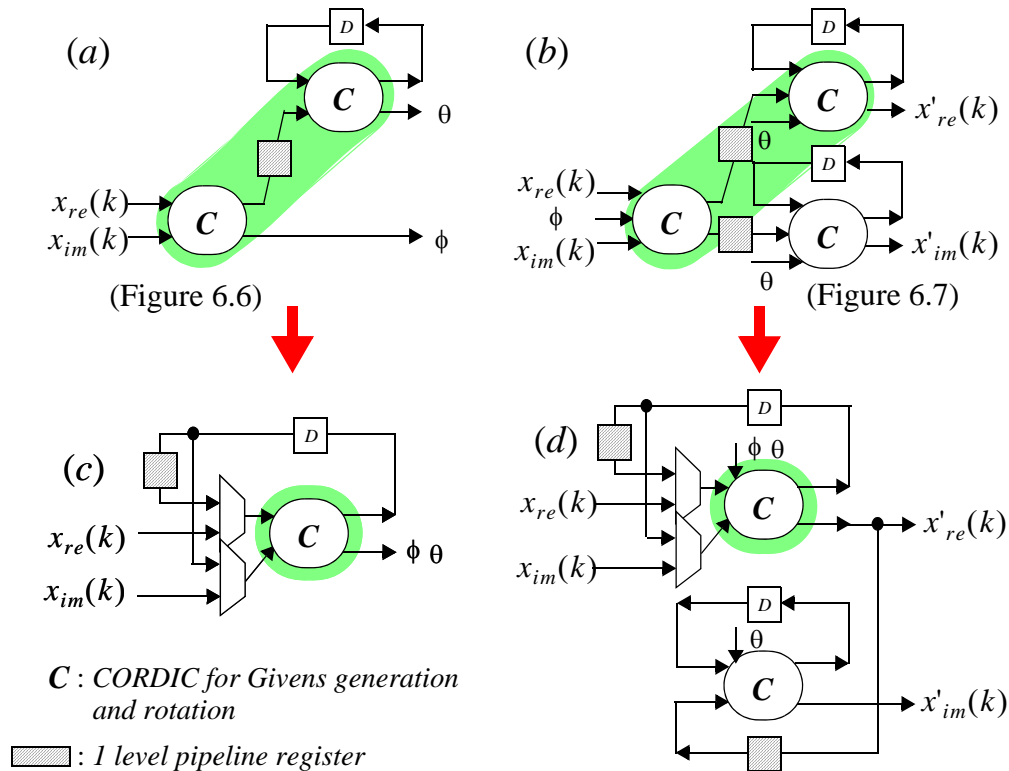 (a)
D
C
θ
x_re(k)
x_im(k)
C
ϕ
(Figure 6.6)
(b)
D
C
x'_re(k)
θ
D
x_re(k)
ϕ
x_im(k)
C
C
x'_im(k)
θ
(Figure 6.7)
(c)
D
x_re(k)
x_im(k)
C
ϕ θ
(d)
D
ϕ θ
x_re(k)
x_im(k)
C
x'_re(k)
D
θ
C
x'_im(k)
C : CORDIC for Givens generation
and rotation
: 1 level pipeline register